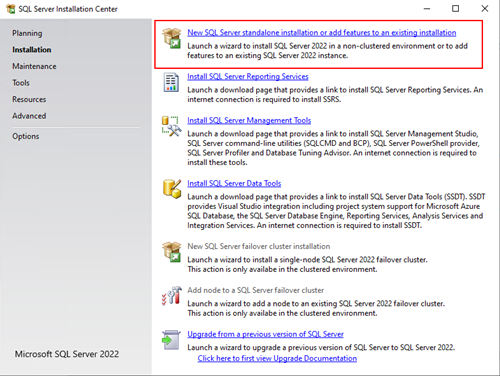 SQL Server Installation Center
Planning
Installation
Maintenance
Tools
Resources
Advanced
Options
New SQL Server standalone installation or add features to an existing installation
Launch a wizard to install SQL Server 2022 in a non-clustered environment or to add
features to an existing SQL Server 2022 instance.
Install SQL Server Reporting Services
Launch a download page that provides a link to install SQL Server Reporting Services. An
internet connection is required to install SSRS.
Install SQL Server Management Tools
Launch a download page that provides a link to install SQL Server Management Studio,
SQL Server command-line utilities (SQLCMD and BCP), SQL Server PowerShell provider,
SQL Server Profiler and Database Tuning Advisor. An internet connection is required to
install these tools.
Install SQL Server Data Tools
Launch a download page that provides a link to install SQL Server Data Tools (SSDT). SSDT
provides Visual Studio integration including project system support for Microsoft Azure
SQL Database, the SQL Server Database Engine, Reporting Services, Analysis Services and
Integration Services. An internet connection is required to install SSDT.
New SQL Server failover cluster installation
Launch a wizard to install a single-node SQL Server 2022 failover cluster.
This action is only availabe in the clustered environment.
Add node to a SQL Server failover cluster
Launch a wizard to add a node to an existing SQL Server 2022 failover cluster.
This action is only availabe in the clustered environment.
Upgrade from a previous version of SQL Server
Launch a wizard to upgrade a previous version of SQL Server to SQL Server 2022.
Click here to first view Upgrade Documentation
Microsoft SQL Server 2022